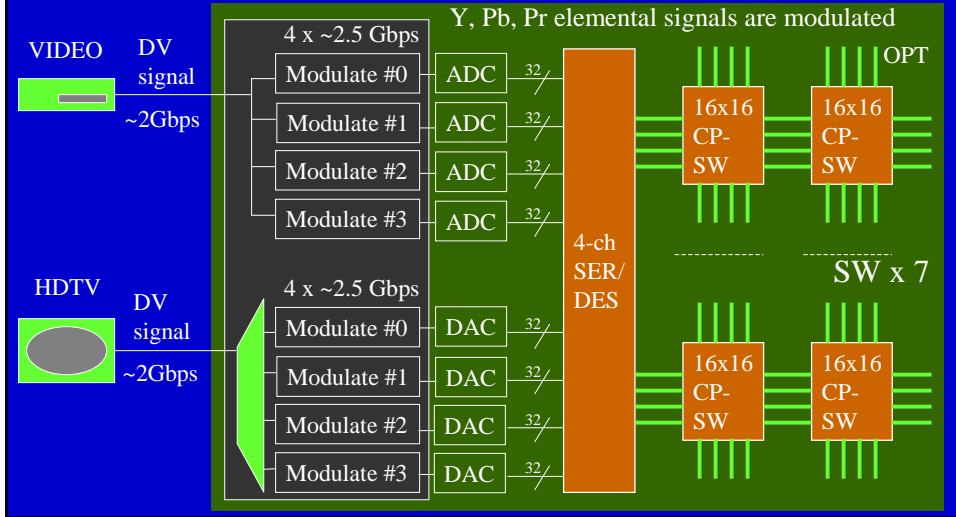 Y, Pb, Pr elemental signals are modulated
VIDEO
DV
signal
~2Gbps
4 x ~2.5 Gbps
Modulate #0
ADC
32
Modulate #1
ADC
32
Modulate #2
ADC
32
Modulate #3
ADC
32
HDTV
DV
signal
~2Gbps
4 x ~2.5 Gbps
Modulate #0
DAC
32
Modulate #1
DAC
32
Modulate #2
DAC
32
Modulate #3
DAC
32
4-ch
SER/
DES
OPT
16x16
CP-
SW
16x16
CP-
SW
SW x 7
16x16
CP-
SW
16x16
CP-
SW